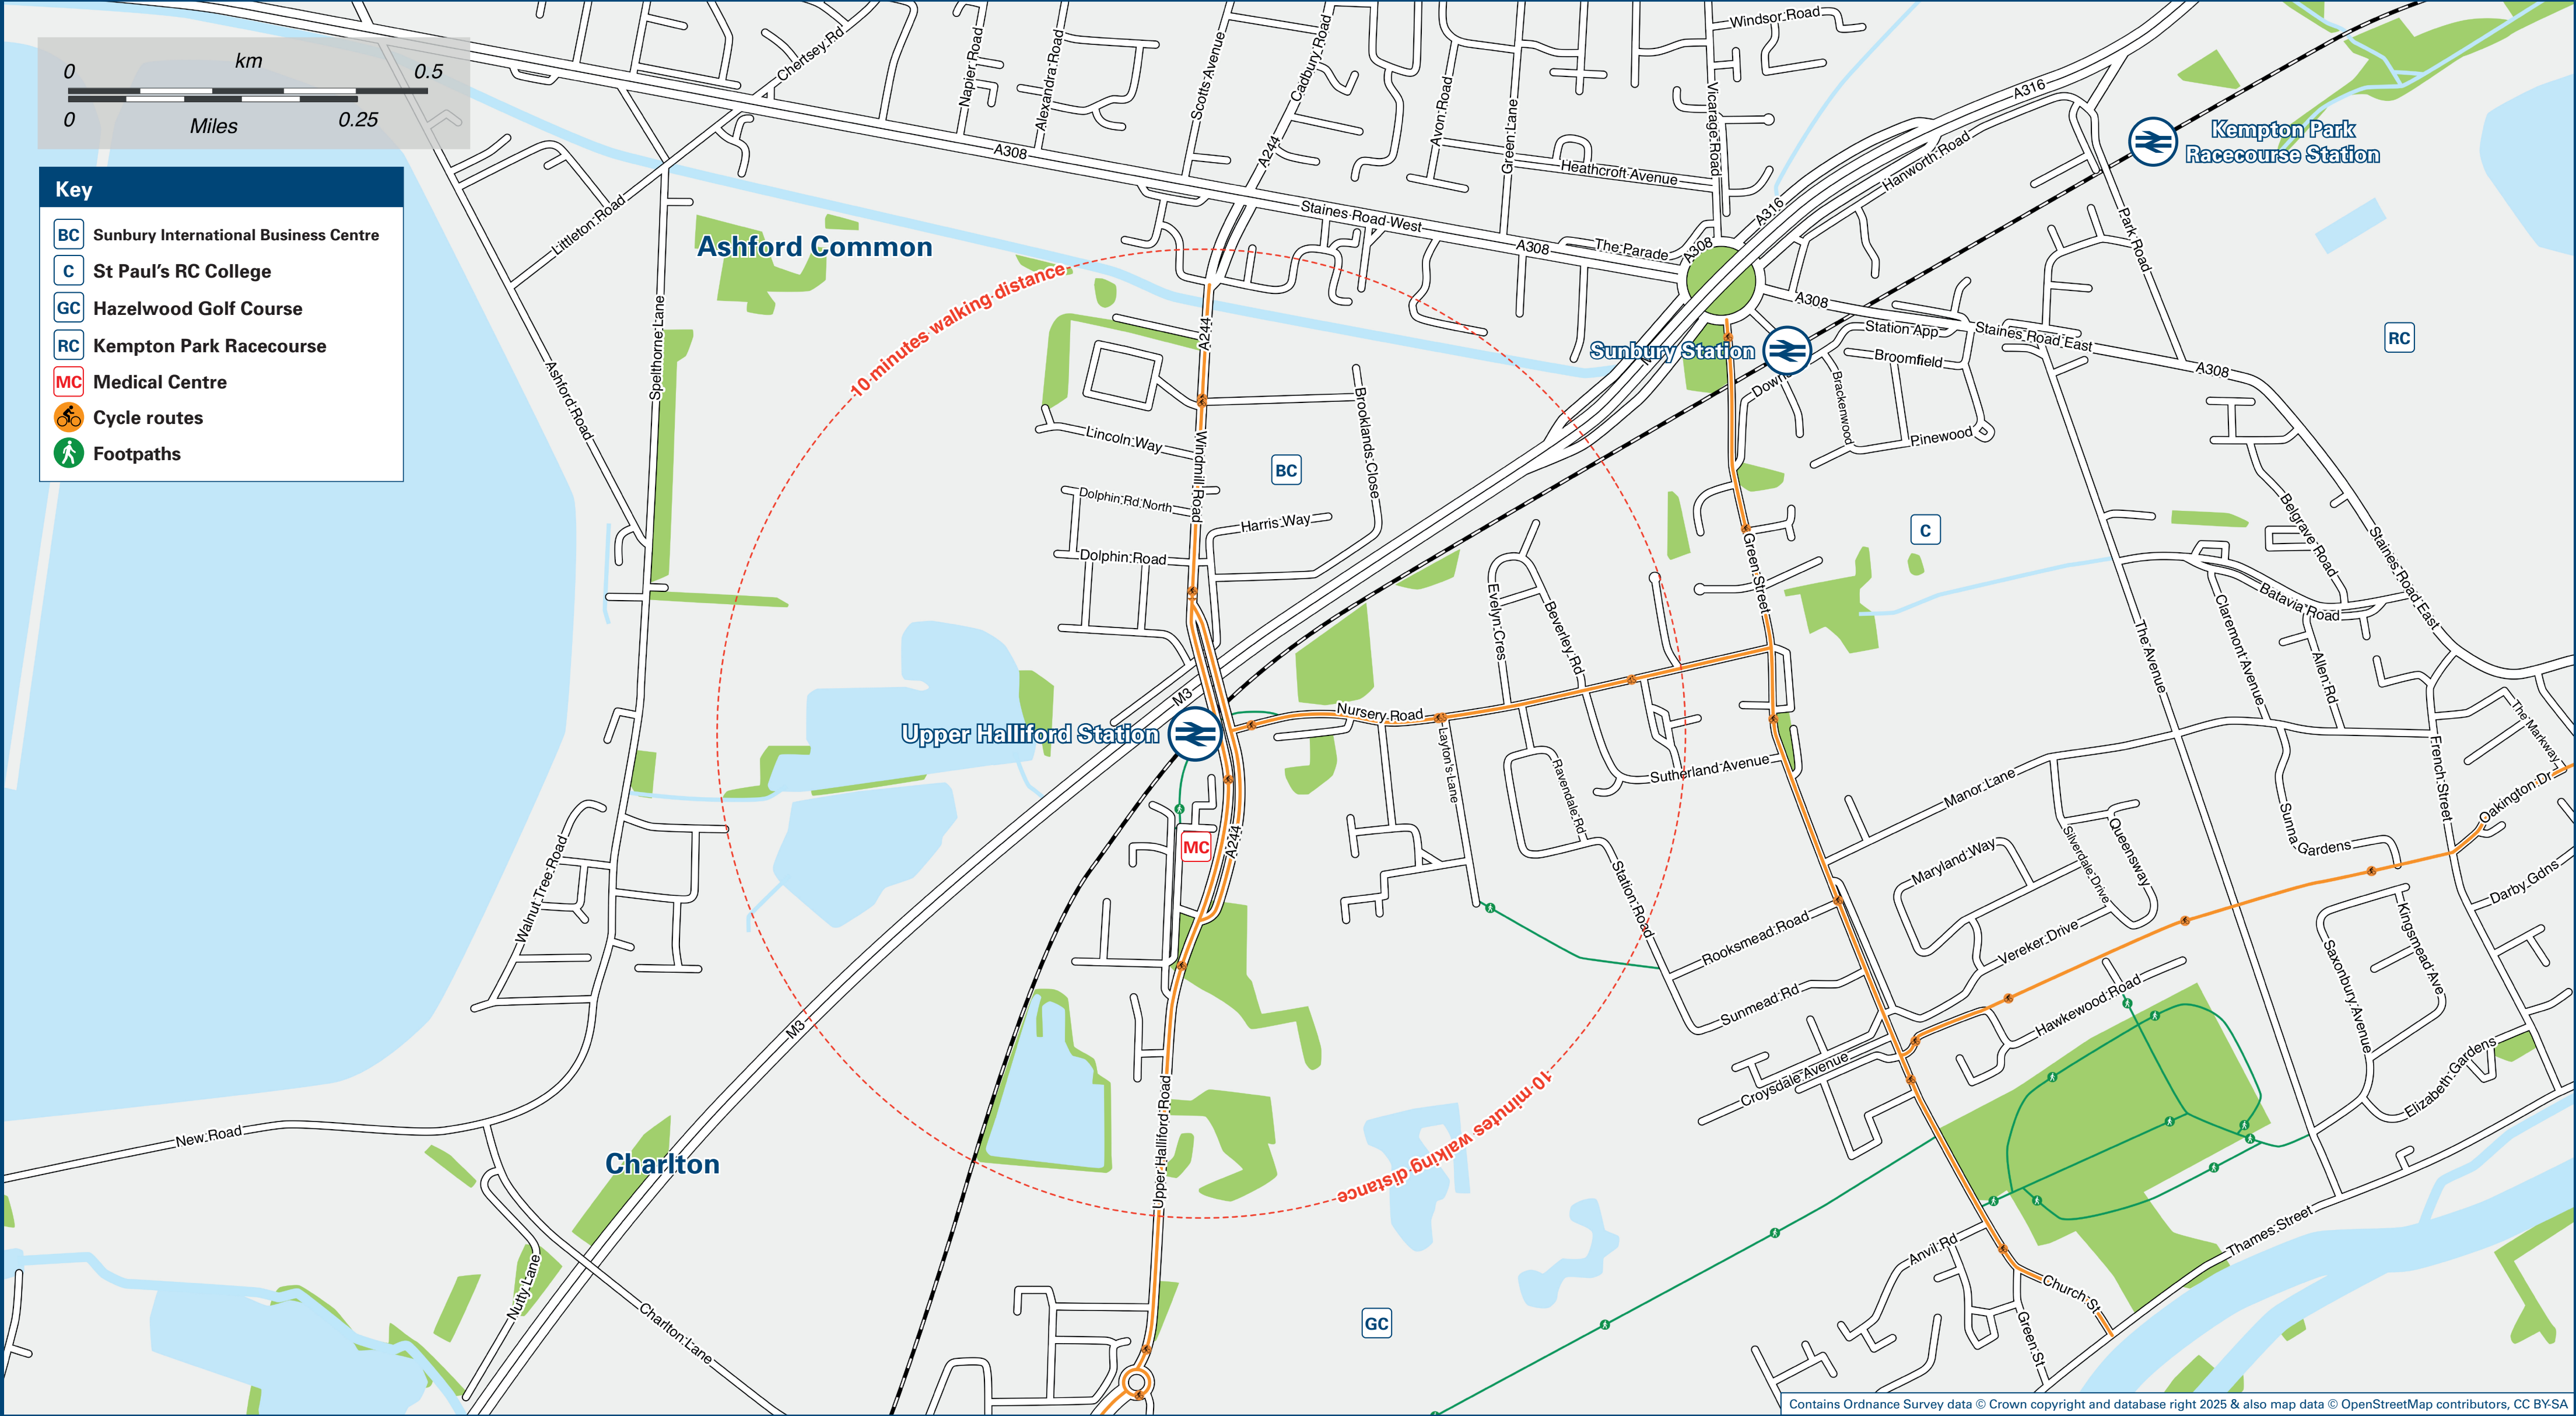 km
0 0.5
0 Miles 0.25
Key
BC Sunbury International Business Centre
C St Paul's RC College
GC Hazelwood Golf Course
RC Kempton Park Racecourse
MC Medical Centre
Cycle routes
Footpaths
Chertsey Rd
Napier Road
Alexandra Road
Scotts Avenue
Cadbury Road
A244
Avon Road
Green Lane
Vicarage Road
Windsor Road
A308
Heathcroft Avenue
Staines Road West
A308
The Parade
A308
A316
Hanworth Road
A316
Kempton Park
Racecourse Station
Park Road
Littleton Road
Ashford Common
10 minutes walking distance
Spelthorne Lane
Ashford Road
A244
Windmill Road
Lincoln Way
Dolphin Rd North
Dolphin Road
Harris Way
Brooklands Close
BC
Sunbury Station
A308
Station App
Staines Road East
A308
RC
Broomfield
Brackenwood
Pinewood
C
Green Street
Belgrave Road
Staines Road East
Batavia Road
Claremont Avenue
Allen Rd
The Avenue
Evelyn Cres
Beverley Rd
M3
Upper Halliford Station
Nursery Road
Layton's Lane
Ravendale Rd
Sutherland Avenue
Station Road
MC
A244
Manor Lane
Maryland Way
Silverdale Drive
Queensway
Sunna Gardens
French Street
The Markway
Oakington Dr
Darby Gdns
Kingsmead Ave
Saxonbury Avenue
Elizabeth Gardens
Walnut Tree Road
Rooksmead Road
Sunmead Rd
Vereker Drive
Hawkewood Road
Croysdale Avenue
M3
New Road
Charlton
Upper Halliford Road
10 minutes walking distance
Nutty Lane
Charlton Lane
GC
Anvil Rd
Church St
Green St
Thames Street
Contains Ordnance Survey data © Crown copyright and database right 2025 & also map data © OpenStreetMap contributors, CC BY-SA